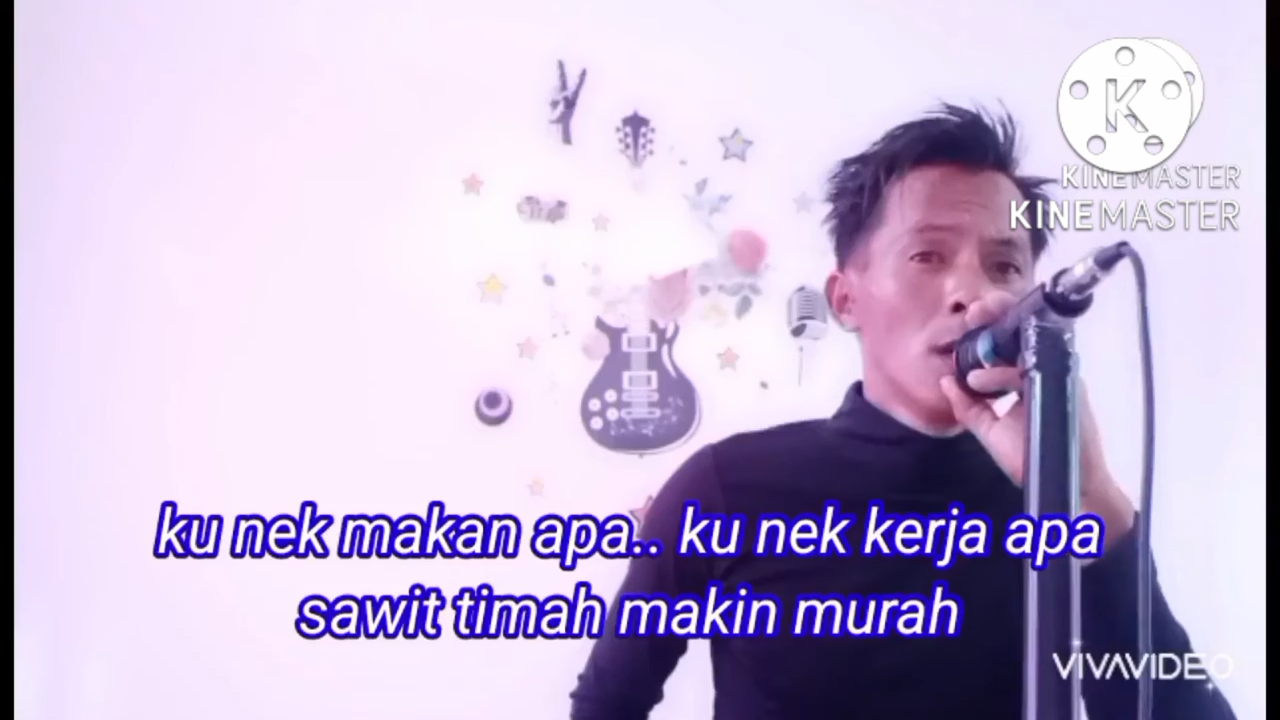 K
KINEMASTER
KINEMASTER
ku nek makan apa.. ku nek kerja apa
sawit timah makin murah
VIVAVIDEO